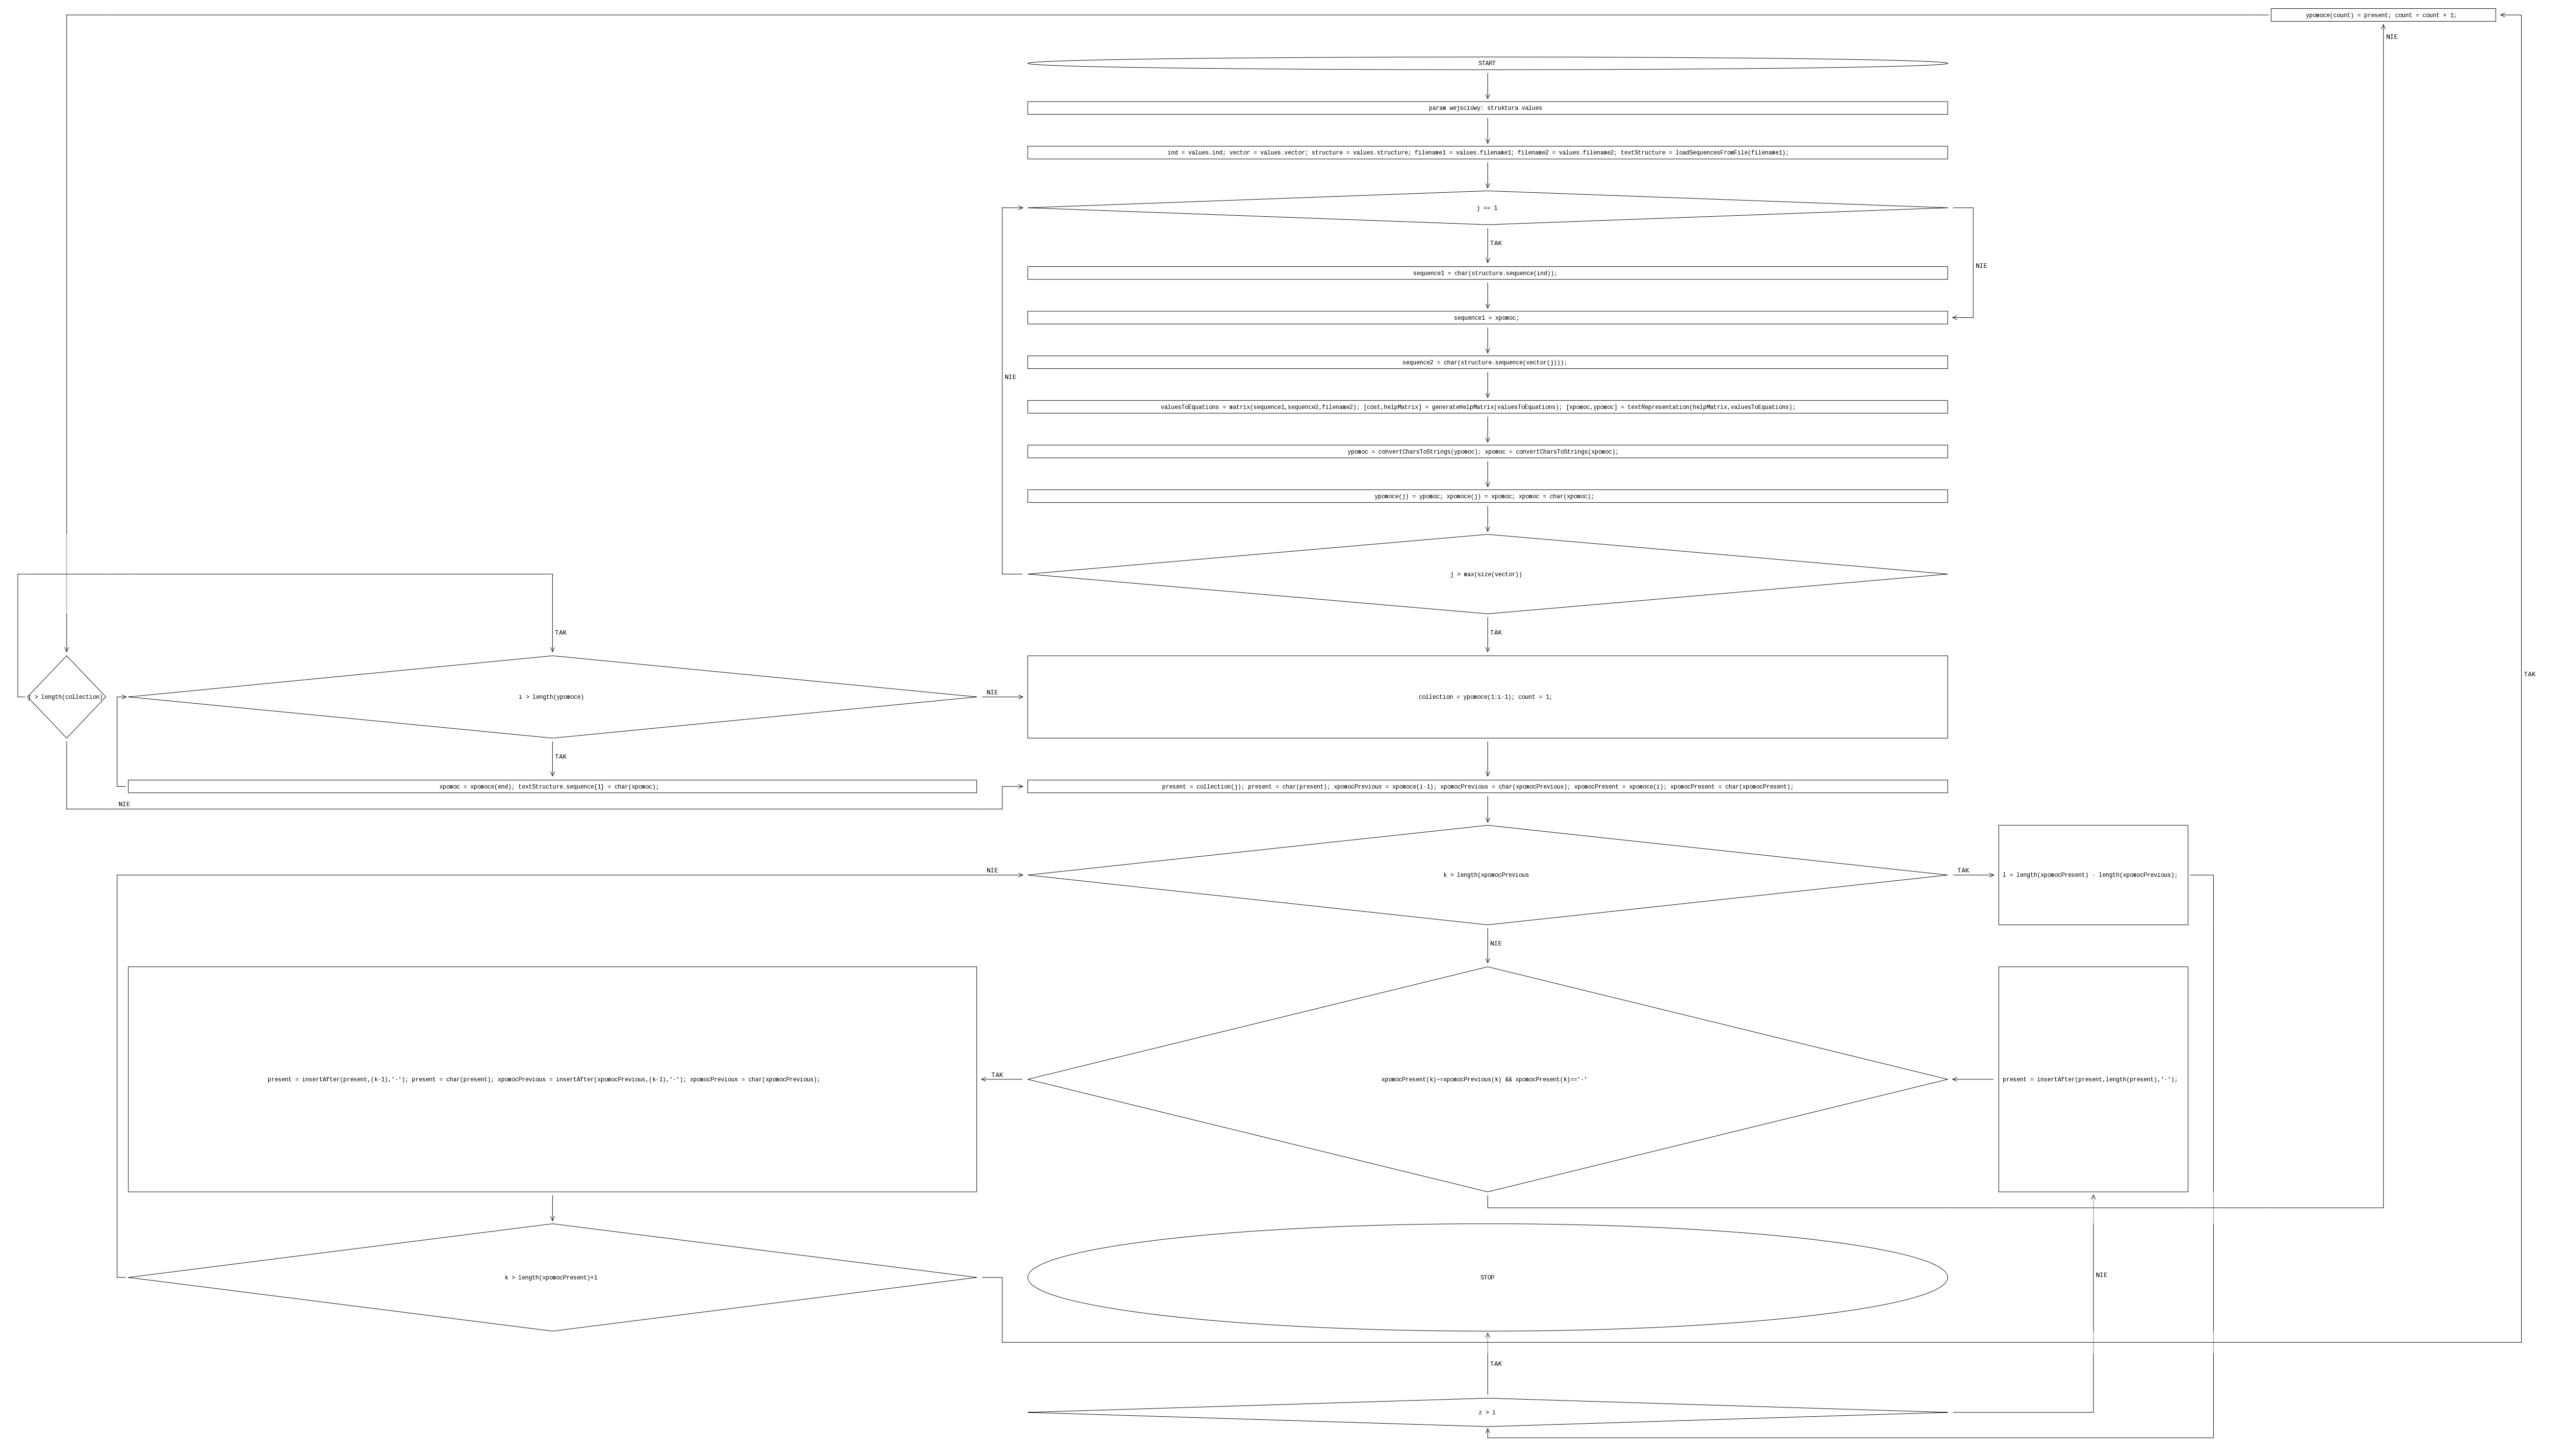 ypomoce(count) = present; count = count + 1;
NIE
START
param wejsciowy: struktura values
ind = values.ind; vector = values.vector; structure = values.structure; filename1 = values.filename1; filename2 = values.filename2; textStructure = loadSequencesFromFile(filename1);
j == 1
TAK
NIE
sequence1 = char(structure.sequence(ind));
sequence1 = xpomoc;
sequence2 = char(structure.sequence(vector(j)));
NIE
valuesToEquations = matrix(sequence1,sequence2,filename2); [cost,helpMatrix] = generateHelpMatrix(valuesToEquations); [xpomoc,ypomoc] = textRepresentation(helpMatrix,valuesToEquations);
ypomoc = convertCharsToStrings(ypomoc); xpomoc = convertCharsToStrings(xpomoc);
ypomoce(j) = ypomoc; xpomoce(j) = xpomoc; xpomoc = char(xpomoc);
j > max(size(vector))
TAK
TAK
TAK
> length(collection)
i > length(ypomoce)
NIE
collection = ypomoce(1:i-1); count = 1;
TAK
xpomoc = xpomoce(end); textStructure.sequence{1} = char(xpomoc);
present = collection(j); present = char(present); xpomocPrevious = xpomoce(i-1); xpomocPrevious = char(xpomocPrevious); xpomocPresent = xpomoce(i); xpomocPresent = char(xpomocPresent);
NIE
NIE
k > length(xpomocPrevious
TAK
l = length(xpomocPresent) - length(xpomocPrevious);
NIE
present = insertAfter(present,(k-1),'-'); present = char(present); xpomocPrevious = insertAfter(xpomocPrevious,(k-1),'-'); xpomocPrevious = char(xpomocPrevious);
TAK
xpomocPresent(k)~=xpomocPrevious(k) && xpomocPresent(k)=='-'
present = insertAfter(present,length(present),'-');
k > length(xpomocPresent)+1
STOP
NIE
TAK
z > l